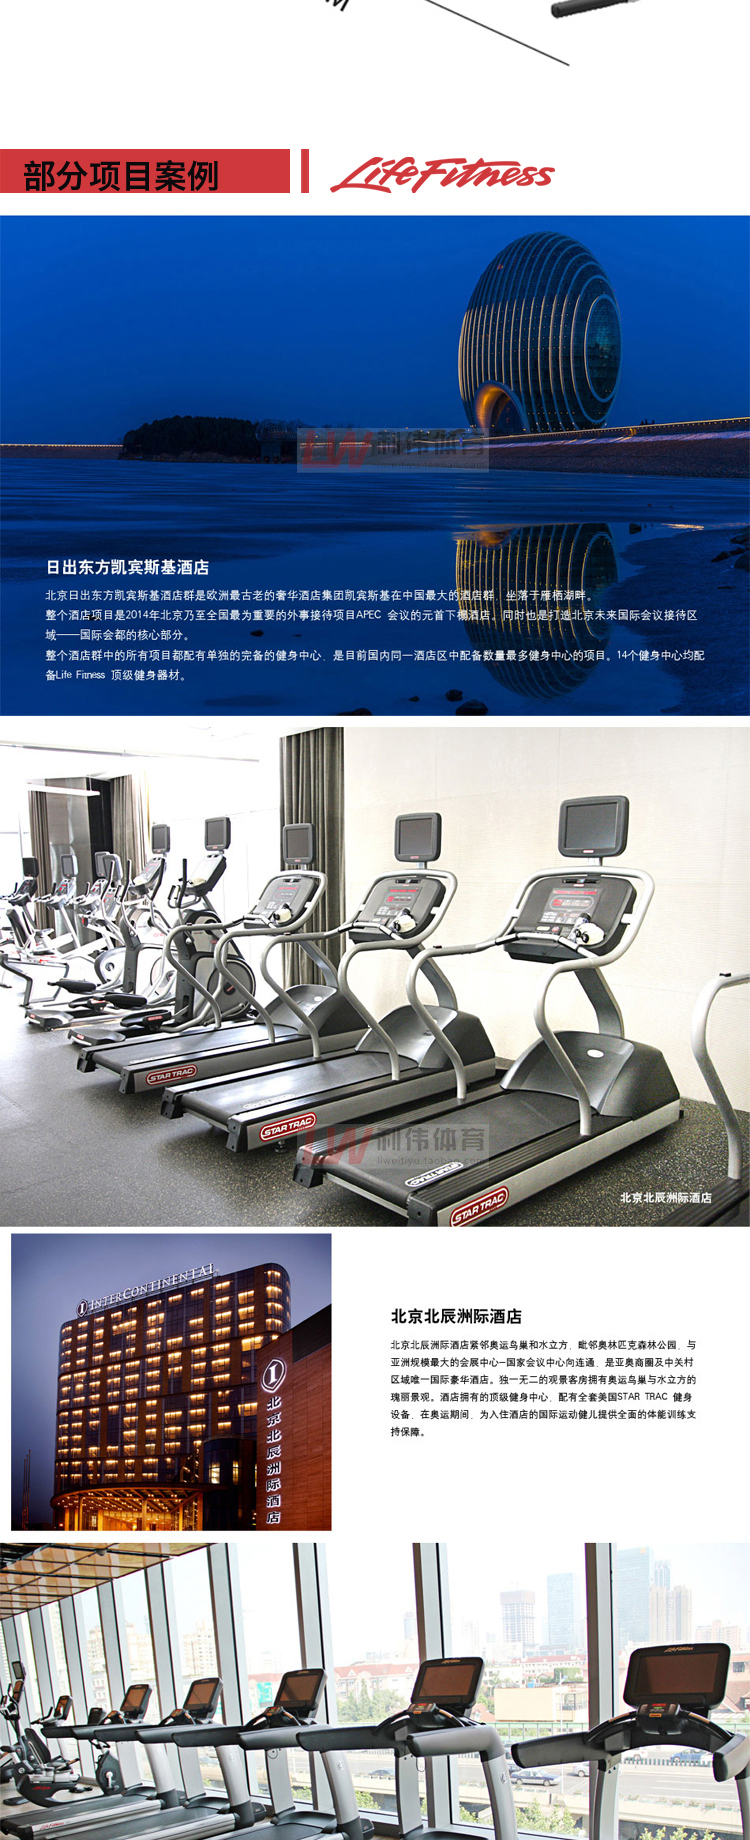 M
部分项目案例
LifeFitness
LW利伟体育
日出东方凯宾斯基酒店
北京日出东方凯宾斯基酒店群是欧洲最古老的奢华酒店集团凯宾斯基在中国最大的酒店群，坐落于雁栖湖畔。
整个酒店项目是2014年北京乃至全国最为重要的外事接待项目APEC 会议的元首下榻酒店。同时也是打造北京未来国际会议接待区
域——国际会都的核心部分。
整个酒店群中的所有项目都配有单独的完备的健身中心，是目前国内同一酒店区中配备数量最多健身中心的项目。14个健身中心均配
备Life Fitness 顶级健身器材。
STAR TRAC
STAR TRAC
LW利伟体育
liweitiyu.taobao.com
STAR TRAC
STAR TRAC
北京北辰洲际酒店
INTERCONTINENTAL
北京北辰洲际酒店
北京北辰洲际酒店
北京北辰洲际酒店紧邻奥运鸟巢和水立方，毗邻奥林匹克森林公园，与
亚洲规模最大的会展中心-国家会议中心向连通，是亚奥商圈及中关村
区域唯一国际豪华酒店。独一无二的观景客房拥有奥运鸟巢与水立方的
瑰丽景观。酒店拥有的顶级健身中心，配有全套美国STAR TRAC 健身
设备，在奥运期间，为入住酒店的国际运动健儿提供全面的体能训练支
持保障。
LifeFitness
LifeFitness